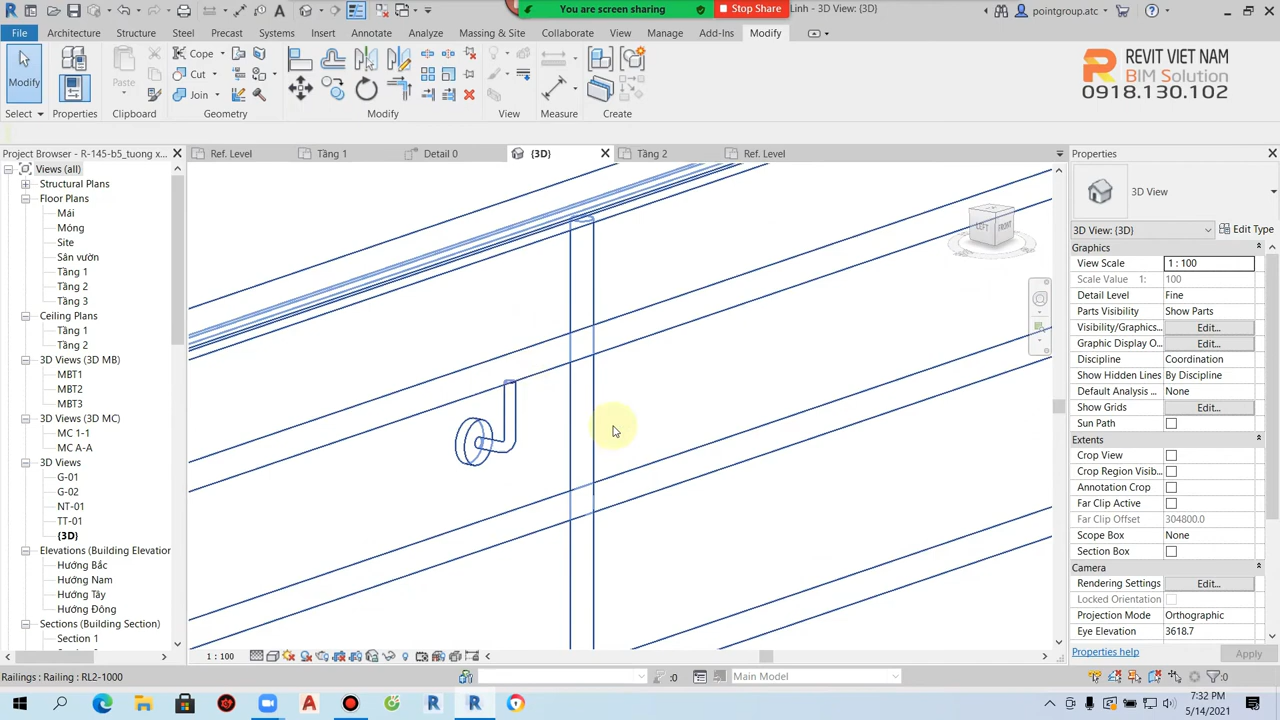 You are screen sharing
Stop Share
Linh - 3D View: {3D}
pointgroup.atc
File
Architecture
Structure
Steel
Precast
Systems
Insert
Annotate
Analyze
Massing & Site
Collaborate
View
Manage
Add-Ins
Modify
REVIT VIET NAM
BIM Solution
0918.130.102
Modify
Paste
Cope
Cut
Join
Select
Properties
Clipboard
Geometry
Modify
View
Measure
Create
Project Browser - R-145-b5_tuong x...
Ref. Level
Tầng 1
Detail 0
{3D}
Tầng 2
Ref. Level
Properties
Views (all)
Structural Plans
Floor Plans
Mái
Móng
Site
Sân vườn
Tầng 1
Tầng 2
Tầng 3
Ceiling Plans
Tầng 1
3D Views (3D MB)
MBT1
MBT2
MBT3
3D Views (3D MC)
MC 1-1
MC A-A
3D Views
G-01
G-02
NT-01
TT-01
{3D}
Elevations (Building Elevation
Hướng Bắc
Hướng Nam
Hướng Tây
Hướng Đông
Sections (Building Section)
Section 1
LEFT
FRONT
3D View
3D View: {3D}
Edit Type
Graphics
View Scale
1 : 100
Scale Value 1:
100
Detail Level
Fine
Parts Visibility
Show Parts
Visibility/Graphics...
Edit...
Graphic Display O...
Edit...
Discipline
Coordination
Show Hidden Lines
By Discipline
Default Analysis ...
None
Show Grids
Edit...
Sun Path
Extents
Crop View
Crop Region Visib...
Annotation Crop
Far Clip Active
Far Clip Offset
304800.0
Scope Box
None
Section Box
Camera
Rendering Settings
Edit...
Locked Orientation
Projection Mode
Orthographic
Eye Elevation
3618.7
Properties help
Apply
1 : 100
Railings : Railing : RL2-1000
:0
Main Model
:0
7:32 PM
5/14/2021